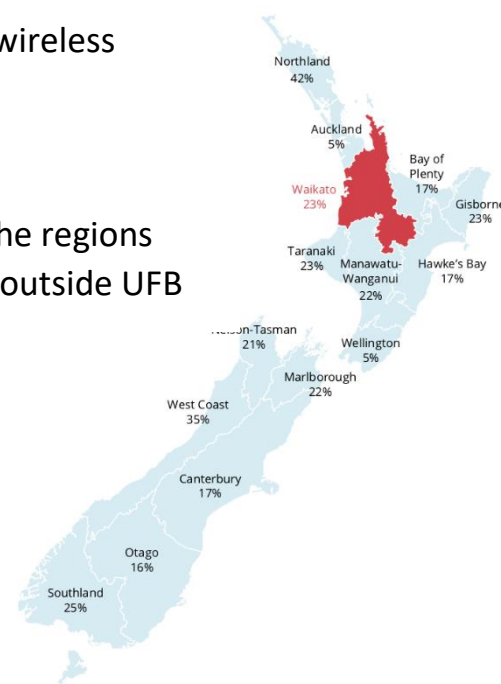 wireless
he regions
outside UFB
Northland
42%
Auckland
5%
Bay of
Plenty
17%
Waikato
23%
Gisborne
23%
Taranaki
23%
Manawatu-
Wanganui
22%
Hawke's Bay
17%
-Tasman
21%
Wellington
5%
Marlborough
22%
West Coast
35%
Canterbury
17%
Otago
16%
Southland
25%